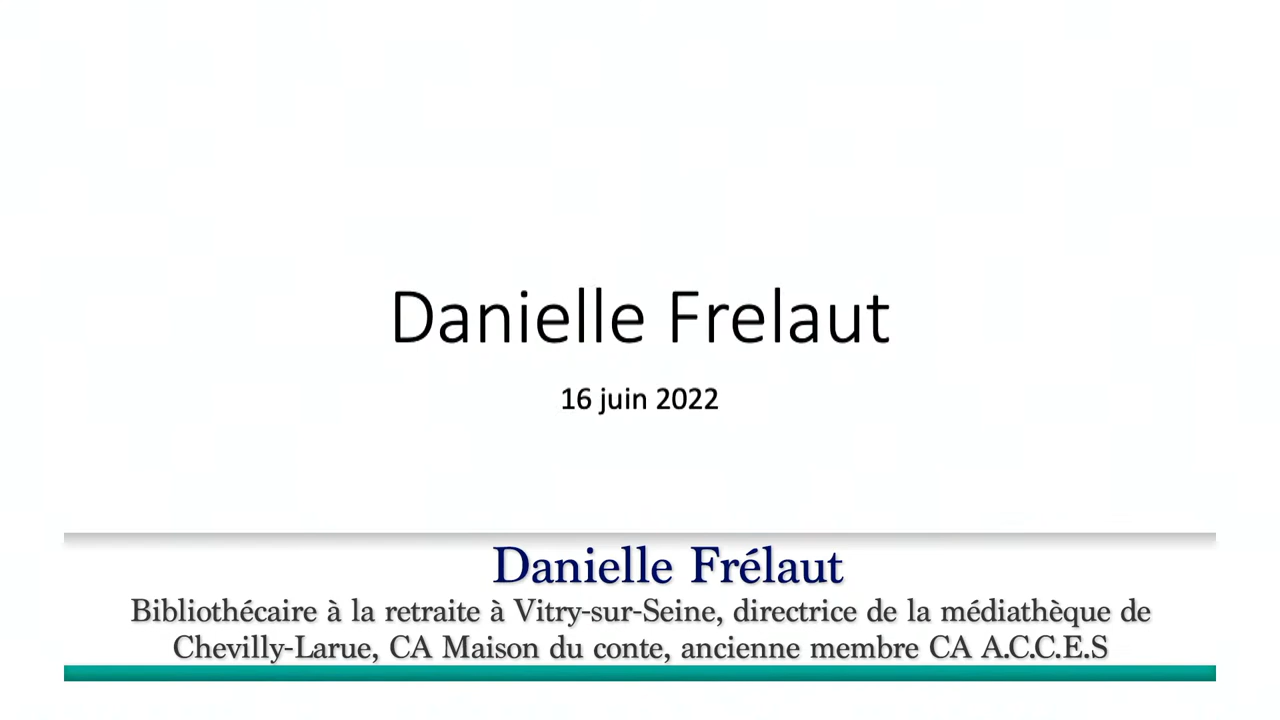 Danielle Frelaut
16 juin 2022
Danielle Frélaut
Bibliothécaire à la retraite à Vitry-sur-Seine, directrice de la médiathèque de
Chevilly-Larue, CA Maison du conte, ancienne membre CA A.C.C.E.S